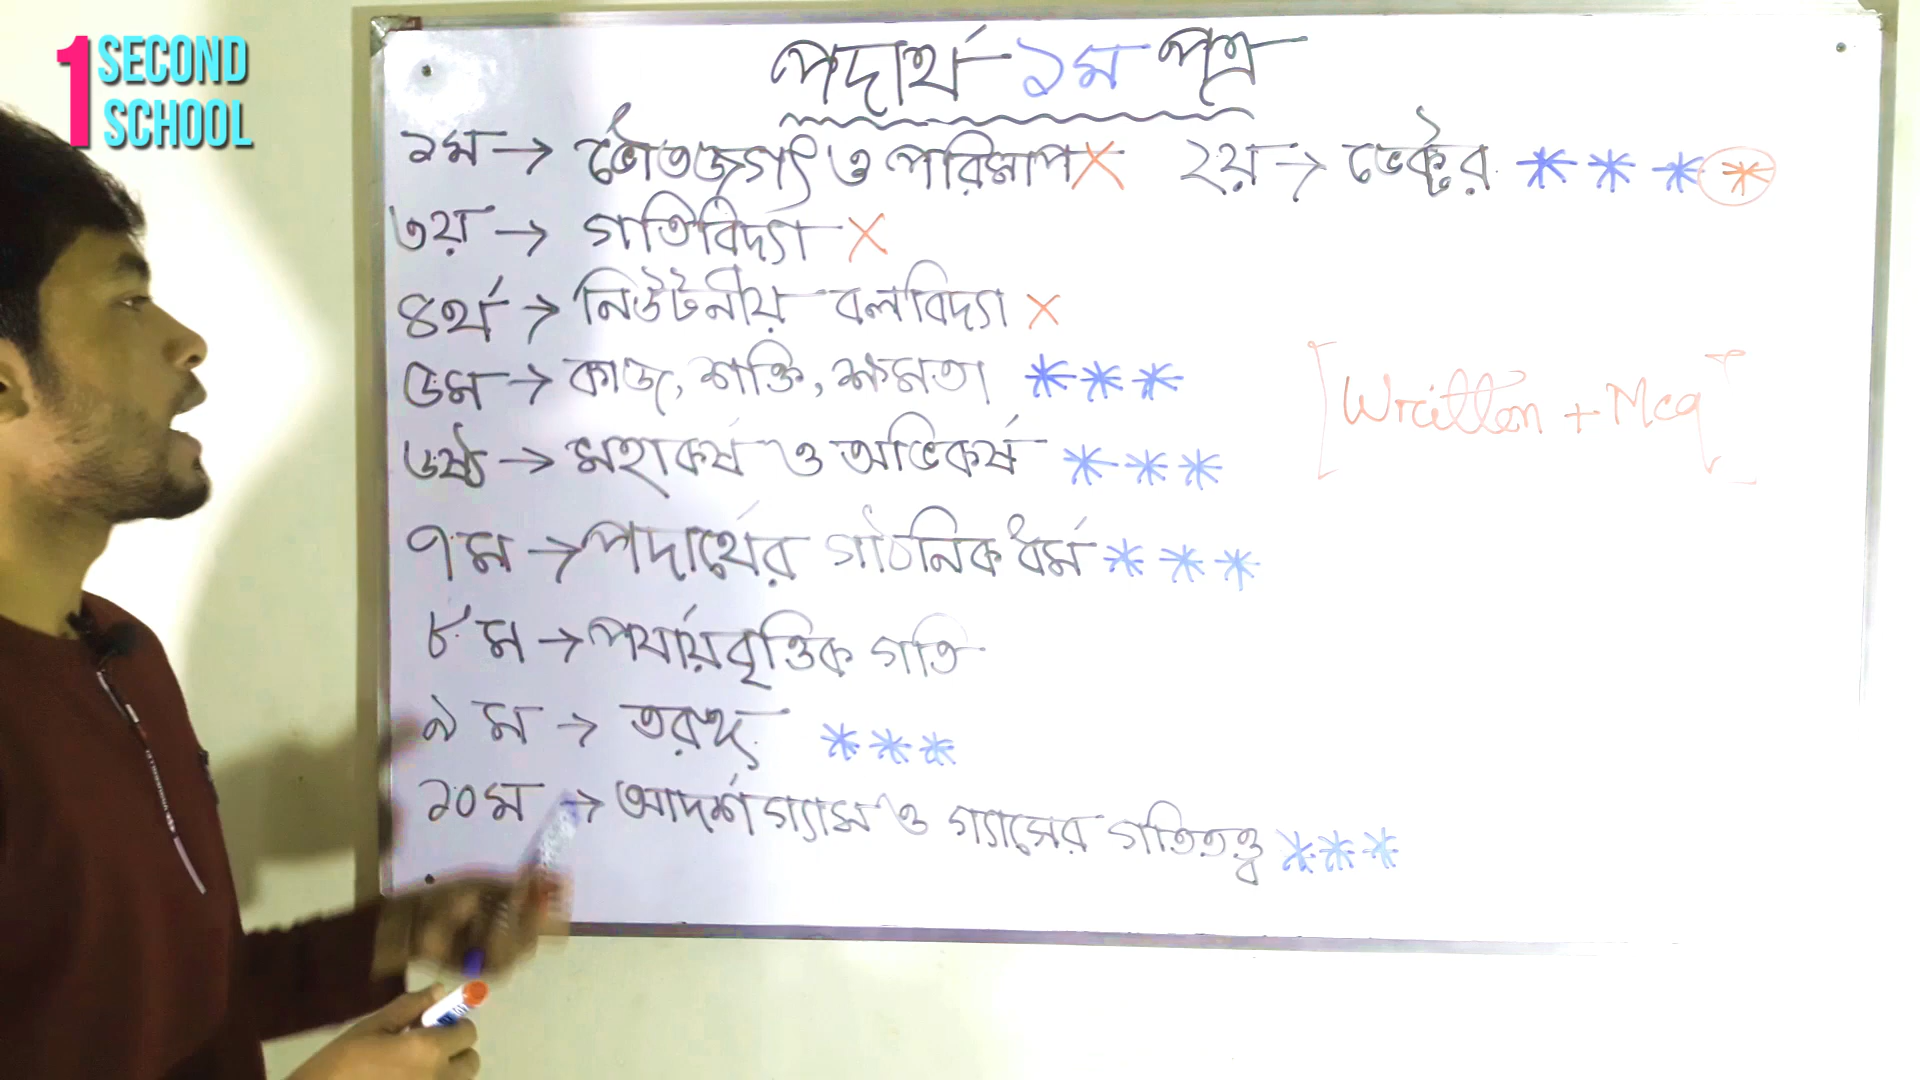 1 SECOND
SCHOOL
পদার্থ ১ম পত্র
১ম → ভৌতজগৎ ও পরিমাপ X ২য় → ভেক্টর * * * *
৩য় → গতিবিদ্যা X
৪র্থ → নিউটনীয় বলবিদ্যা X
৫ম → কাজ, শক্তি, ক্ষমতা * * *
[Written + Mcq]
৬ষ্ঠ → মহাকর্ষ ও অভিকর্ষ * * *
৭ম → পদার্থের গাঠনিক ধর্ম * * *
৮ম → পর্যায়বৃত্তিক গতি
৯ম → তরঙ্গ * * *
১০ম → আদর্শ গ্যাস ও গ্যাসের গতিতত্ত্ব * * *